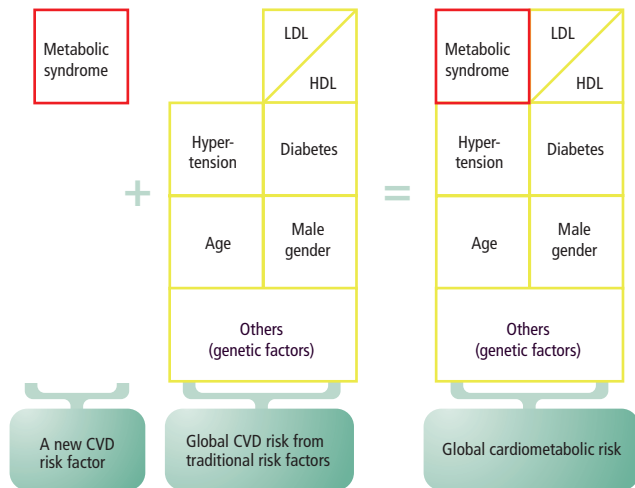 Metabolic
syndrome
LDL
HDL
Hyper-
tension
Diabetes
Age
Male
gender
Others
(genetic factors)
+
=
Metabolic
syndrome
LDL
HDL
Hyper-
tension
Diabetes
Age
Male
gender
Others
(genetic factors)
A new CVD
risk factor
Global CVD risk from
traditional risk factors
Global cardiometabolic risk